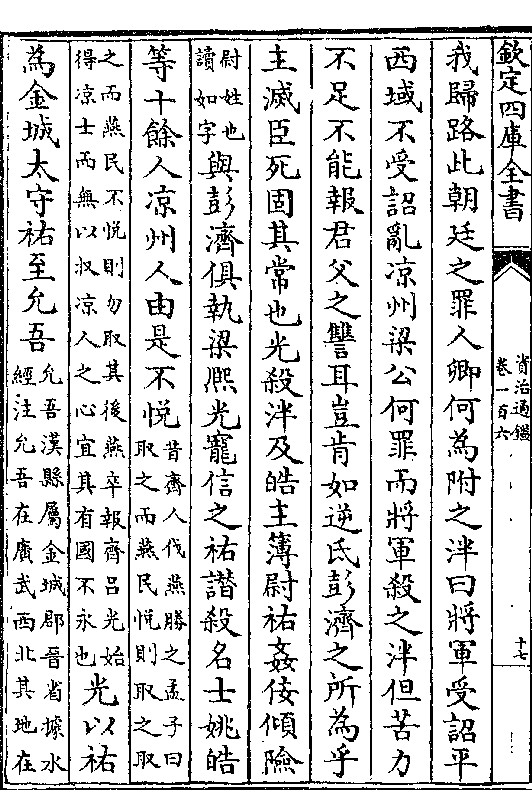 欽定四庫全書
資治通鑑
卷一百六
十七
我歸路此朝廷之罪人卿何為附之泮曰將軍受詔平
西域不受詔亂涼州梁公何罪而將軍殺之泮但苦力
不足不能報君父之讐耳豈肯如逆氐彭濟之所為乎
主滅臣死固其常也光殺泮及皓主簿尉祐姦佞傾險
尉姓也
讀如字
與彭濟俱執梁熙光寵信之祐譖殺名士姚皓
等十餘人涼州人由是不悅
昔齊人伐燕勝之孟子曰
取之而燕民悅則取之取
之而燕民不悅則勿取其後燕卒報齊呂光始
得涼士而無以収涼人之心宜其有國不永也
光以祐
為金城太守祐至允吾
允吾漢縣屬金城郡晉省據水
經注允吾在廣武西北其地在